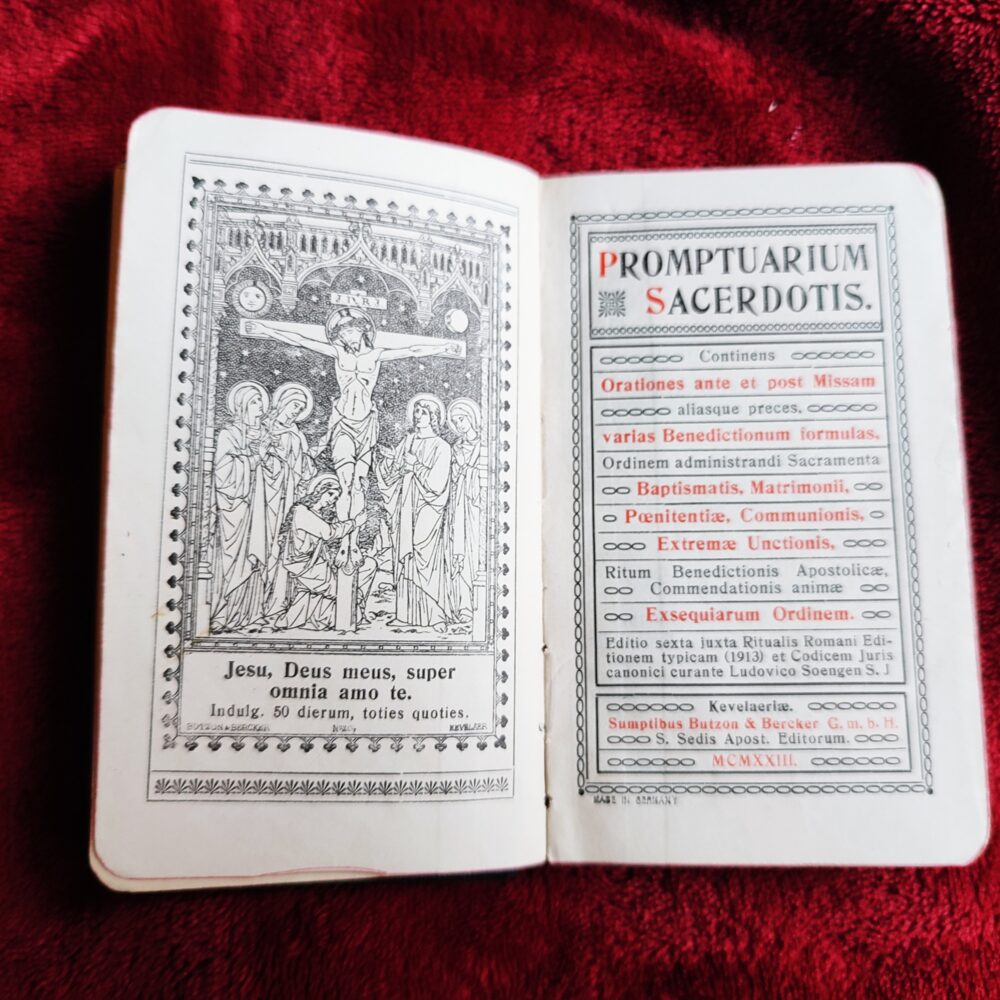 I N R I
Jesu, Deus meus, super
omnia amo te.
Indulg. 50 dierum, toties quoties.
BUTZON & BERCKER KEVELAER
PROMPTUARIUM
SACERDOTIS.
Continens
Orationes ante et post Missam
aliasque preces,
varias Benedictionum formulas,
Ordinem administrandi Sacramenta
Baptismatis, Matrimonii,
Pœnitentiæ, Communionis,
Extremæ Unctionis,
Ritum Benedictionis Apostolicæ,
Commendationis animæ
Exsequiarum Ordinem.
Editio sexta juxta Ritualis Romani Edi-
tionem typicam (1913) et Codicem Juris
canonici curante Ludovico Soengen S. J
Kevelaeriæ.
Sumptibus Butzon & Bercker G. m. b. H.
S. Sedis Apost. Editorum.
MCMXXIII.
MADE IN GERMANY